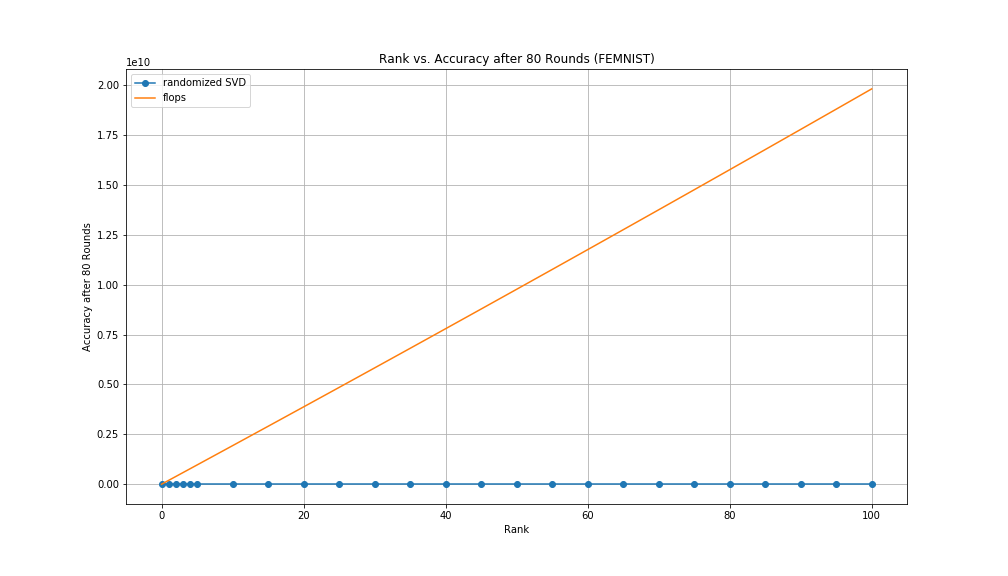 Rank vs. Accuracy after 80 Rounds (FEMNIST)
1e10
randomized SVD
flops
2.00
1.75
1.50
1.25
1.00
0.75
0.50
0.25
0.00
Accuracy after 80 Rounds
0 20 40 60 80 100
Rank